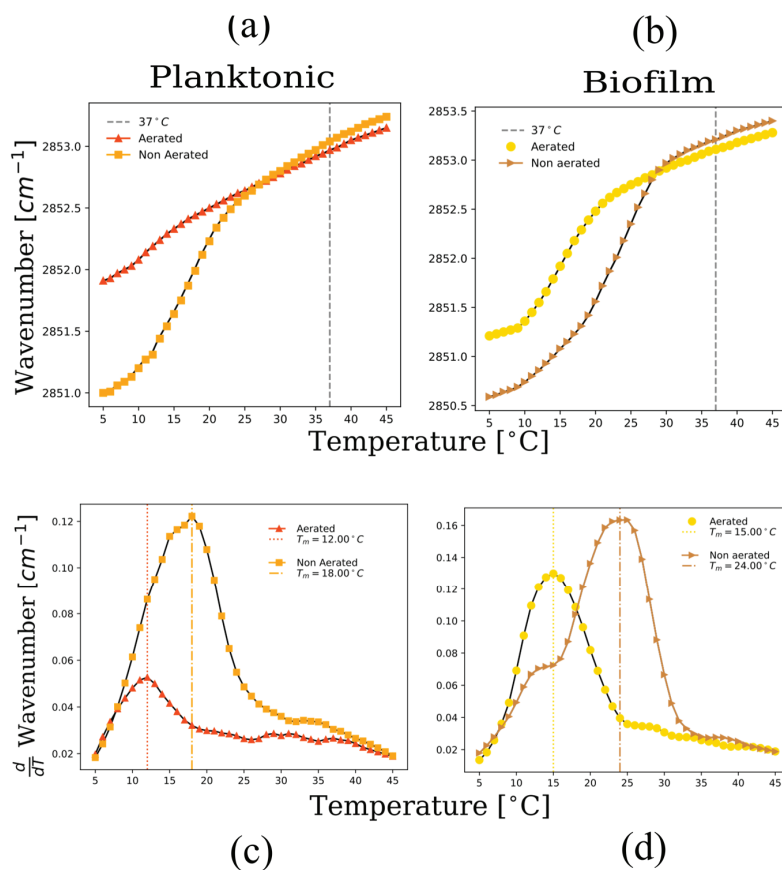 (a)
(b)
Planktonic
Biofilm
37°C
Aerated
Non Aerated
37°C
Aerated
Non aerated
Wavenumber [cm⁻¹]
2853.0
2852.5
2852.0
2851.5
2851.0
2853.5
2853.0
2852.5
2852.0
2851.5
2851.0
2850.5
5 10 15 20 25 30 35 40 45
5 10 15 20 25 30 35 40 45
Temperature [°C]
d/dT Wavenumber [cm⁻¹]
0.12
0.10
0.08
0.06
0.04
0.02
Aerated
Tₘ = 12.00°C
Non Aerated
Tₘ = 18.00°C
0.16
0.14
0.12
0.10
0.08
0.06
0.04
0.02
Aerated
Tₘ = 15.00°C
Non aerated
Tₘ = 24.00°C
5 10 15 20 25 30 35 40 45
5 10 15 20 25 30 35 40 45
Temperature [°C]
(c)
(d)